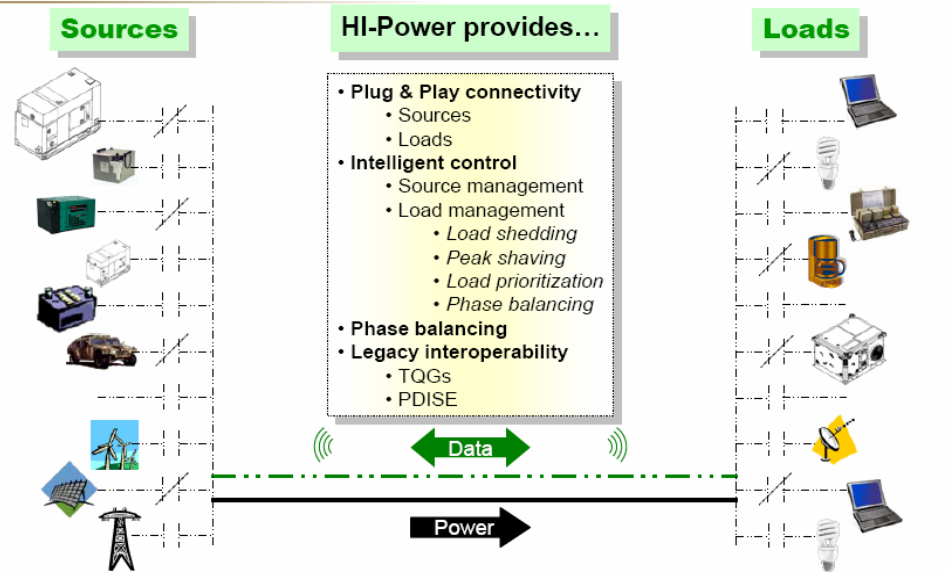 Sources
HI-Power provides…
Loads
• Plug & Play connectivity
• Sources
• Loads
• Intelligent control
• Source management
• Load management
• Load shedding
• Peak shaving
• Load prioritization
• Phase balancing
• Phase balancing
• Legacy interoperability
• TQGs
• PDISE
Data
Power